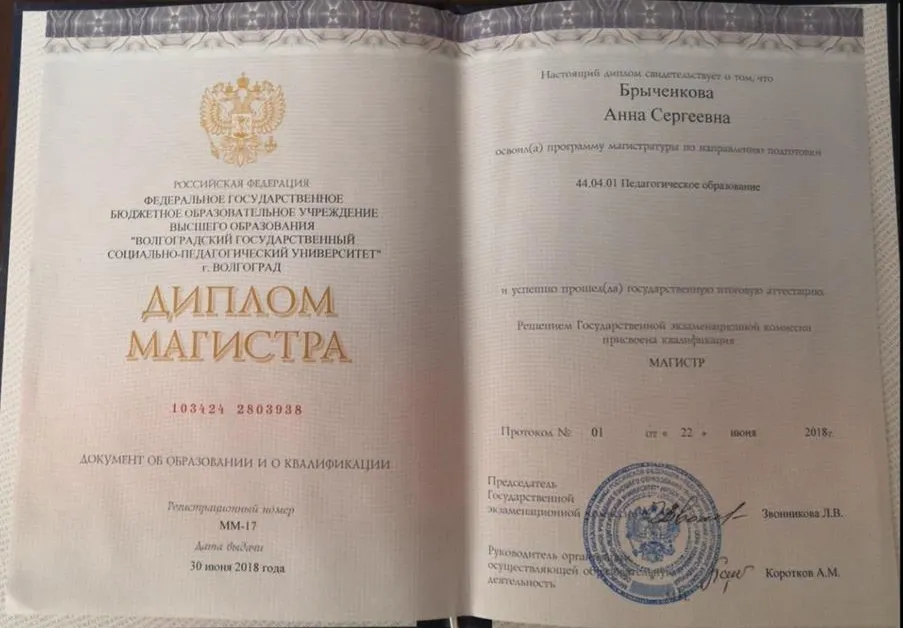 РОССИЙСКАЯ ФЕДЕРАЦИЯ
ФЕДЕРАЛЬНОЕ ГОСУДАРСТВЕННОЕ
БЮДЖЕТНОЕ ОБРАЗОВАТЕЛЬНОЕ УЧРЕЖДЕНИЕ
ВЫСШЕГО ОБРАЗОВАНИЯ
"ВОЛГОГРАДСКИЙ ГОСУДАРСТВЕННЫЙ
СОЦИАЛЬНО-ПЕДАГОГИЧЕСКИЙ УНИВЕРСИТЕТ"
г. ВОЛГОГРАД
ДИПЛОМ
МАГИСТРА
103424 2803938
ДОКУМЕНТ ОБ ОБРАЗОВАНИИ И О КВАЛИФИКАЦИИ
Регистрационный номер
ММ-17
Дата выдачи
30 июня 2018 года
Настоящий диплом свидетельствует о том, что
Брыченкова
Анна Сергеевна
освоил(а) программу магистратуры по направлению подготовки
44.04.01 Педагогическое образование
и успешно прошел(ла) государственную итоговую аттестацию
Решением Государственной экзаменационной комиссии
присвоена квалификация
МАГИСТР
Протокол № 01 от « 22 » июня 2018г.
Председатель
Государственной
экзаменационной Звонникова Л.В.
Руководитель
осуществляющей
деятельность Коротков А.М.